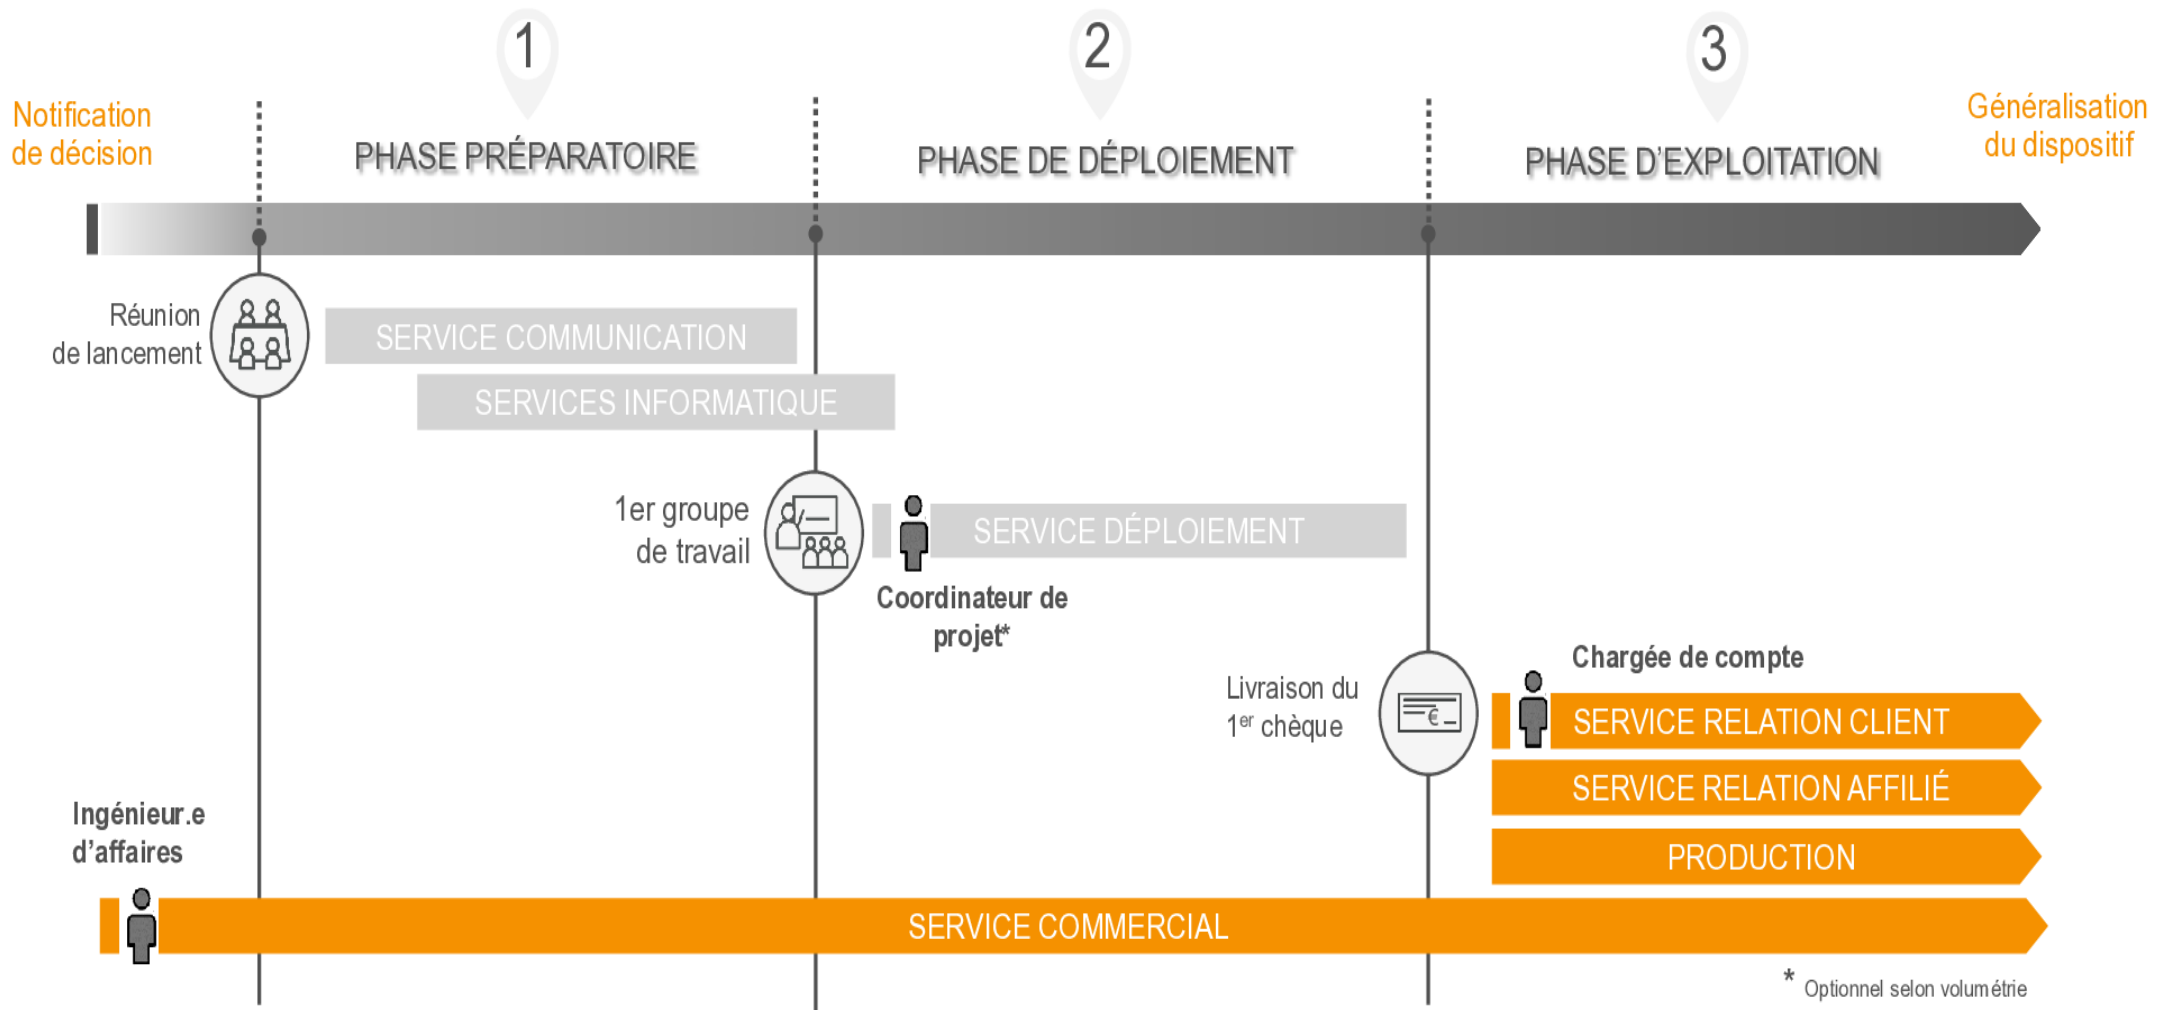 1
2
3
Notification
de décision
PHASE PRÉPARATOIRE
PHASE DE DÉPLOIEMENT
PHASE D'EXPLOITATION
Généralisation
du dispositif
Réunion
de lancement
SERVICE COMMUNICATION
SERVICES INFORMATIQUE
1er groupe
de travail
SERVICE DÉPLOIEMENT
Coordinateur de
projet*
Livraison du
1er chèque
€
Chargée de compte
SERVICE RELATION CLIENT
SERVICE RELATION AFFILIÉ
PRODUCTION
Ingénieur.e
d'affaires
SERVICE COMMERCIAL
* Optionnel selon volumétrie